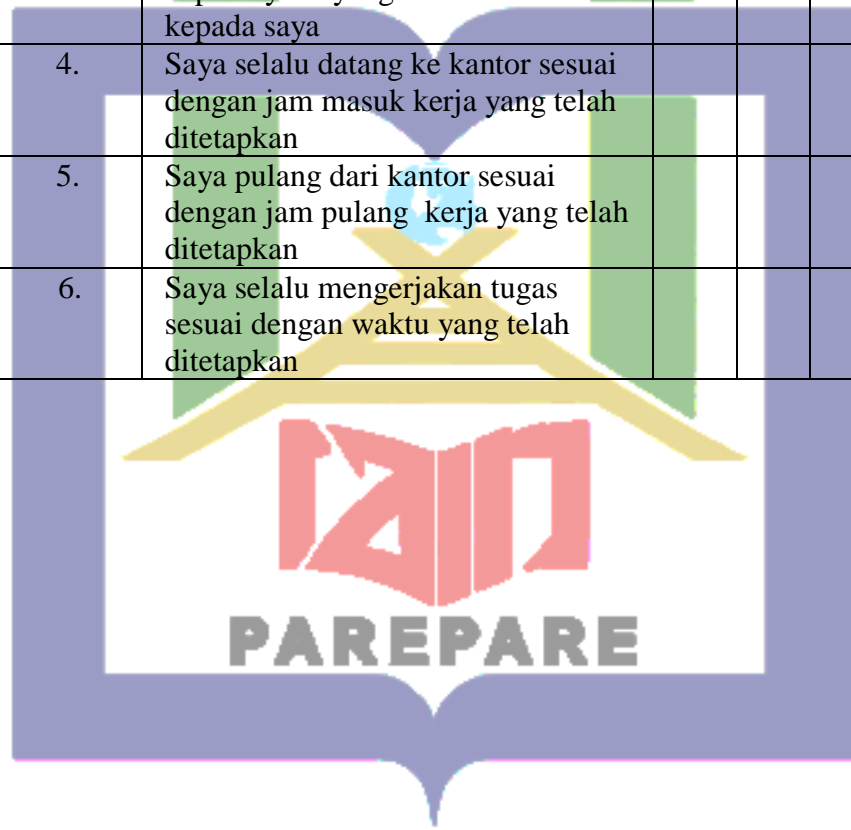 kepada saya
4. Saya selalu datang ke kantor sesuai
dengan jam masuk kerja yang telah
ditetapkan
5. Saya pulang dari kantor sesuai
dengan jam pulang kerja yang telah
ditetapkan
6. Saya selalu mengerjakan tugas
sesuai dengan waktu yang telah
ditetapkan
iain
PAREPARE